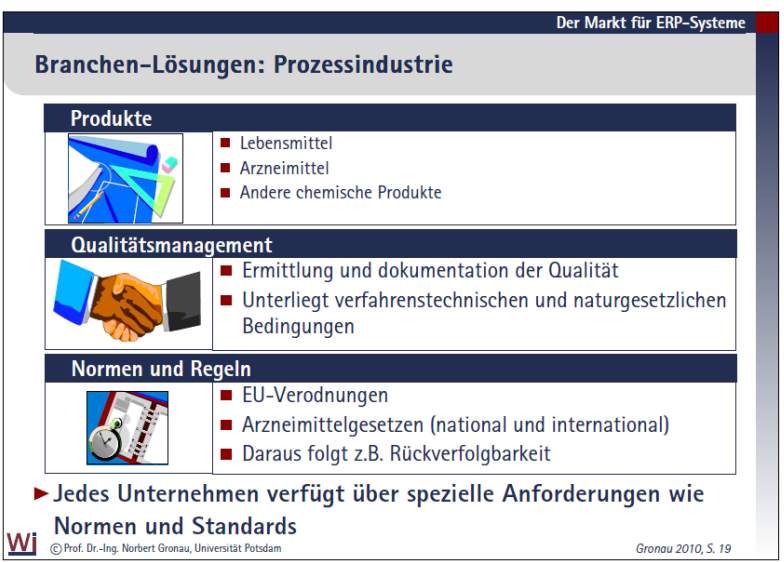 Der Markt für ERP-Systeme
Branchen-Lösungen: Prozessindustrie
Produkte
Lebensmittel
Arzneimittel
Andere chemische Produkte
Qualitätsmanagement
Ermittlung und dokumentation der Qualität
Unterliegt verfahrenstechnischen und naturgesetzlichen
Bedingungen
Normen und Regeln
EU-Verodnungen
Arzneimittelgesetzen (national und international)
Daraus folgt z.B. Rückverfolgbarkeit
Jedes Unternehmen verfügt über spezielle Anforderungen wie
Normen und Standards
Wi
© Prof. Dr.-Ing. Norbert Gronau, Universität Potsdam
Gronau 2010, S. 19